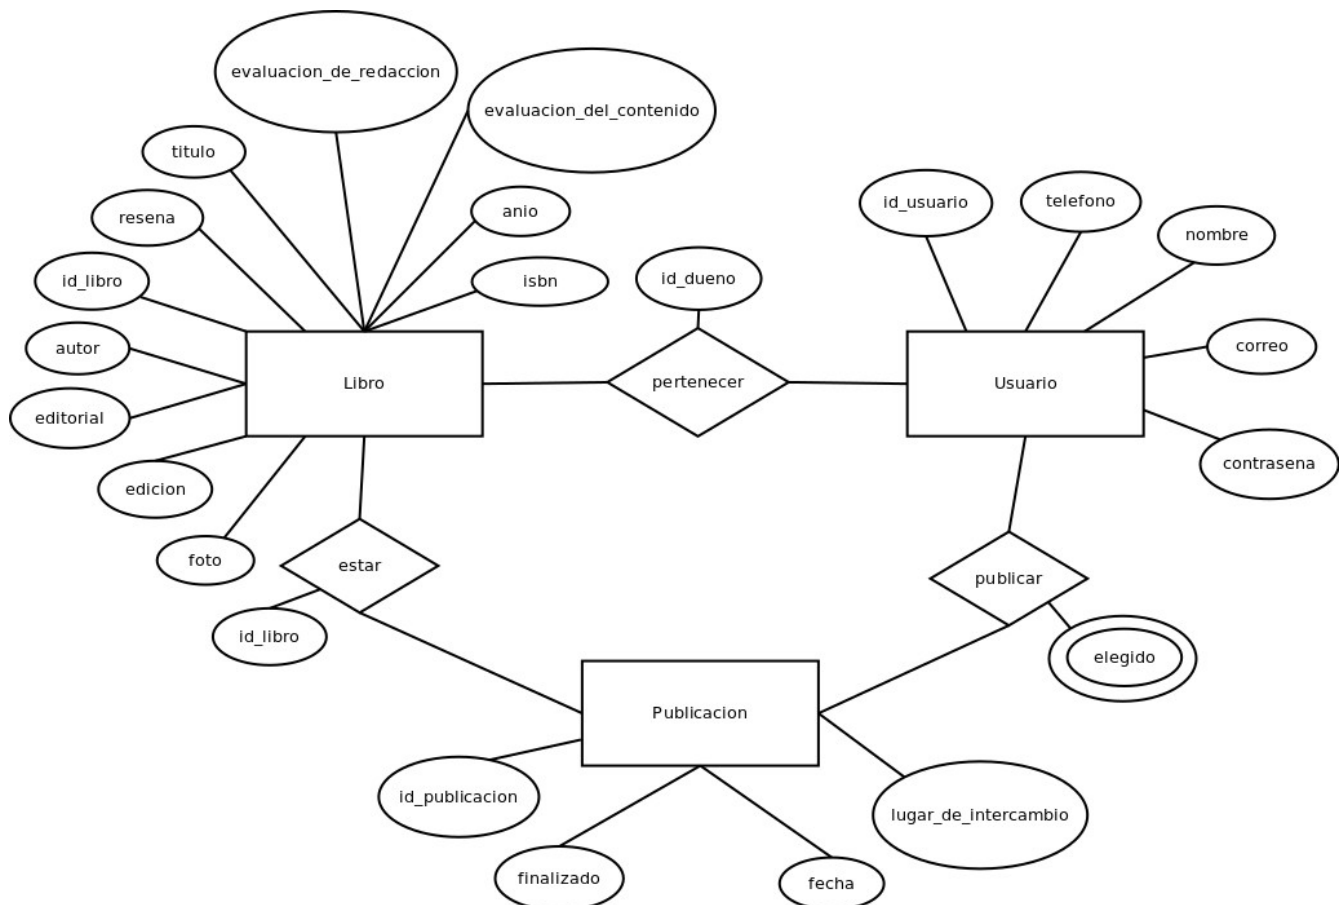 evaluacion_de_redaccion
evaluacion_del_contenido
titulo
resena
anio
id_usuario
telefono
nombre
id_libro
isbn
id_dueno
autor
correo
Libro
pertenecer
Usuario
editorial
contrasena
edicion
foto
estar
publicar
id_libro
elegido
Publicacion
id_publicacion
lugar_de_intercambio
finalizado
fecha